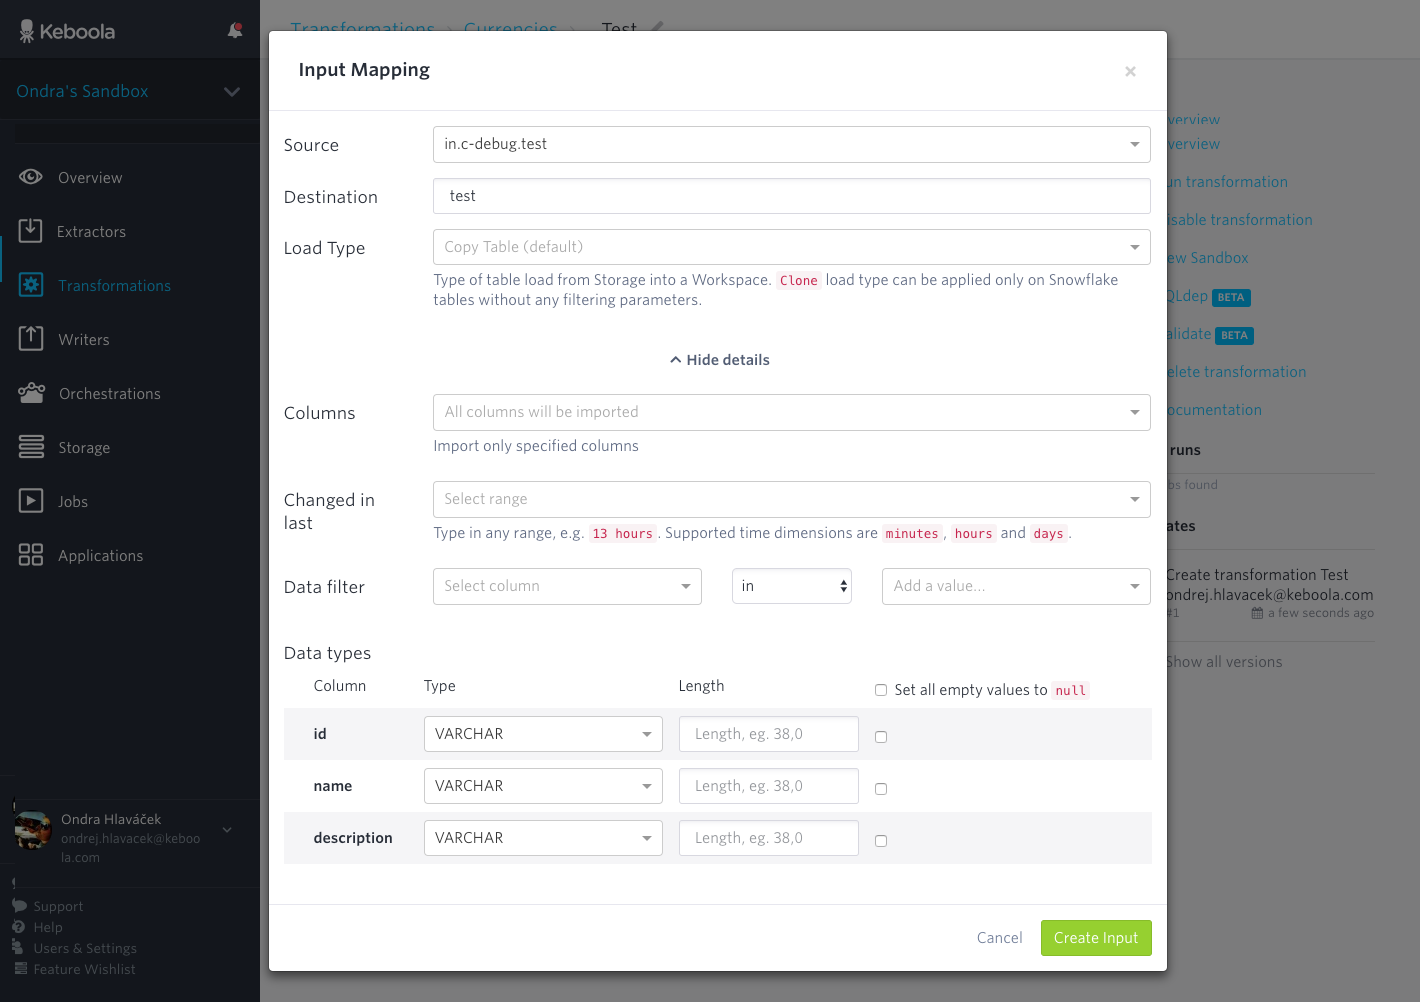 Keboola
Ondra's Sandbox
Overview
Extractors
Transformations
Writers
Orchestrations
Storage
Jobs
Applications
Ondra Hlaváček
ondrej.hlavacek@keboo
la.com
Support
Help
Users & Settings
Feature Wishlist
Transformations › Currencies › Test
Input Mapping ×
Source in.c-debug.test
Destination test
Load Type Copy Table (default)
Type of table load from Storage into a Workspace. Clone load type can be applied only on Snowflake
tables without any filtering parameters.
Hide details
Columns All columns will be imported
Import only specified columns
Changed in
last
Select range
Type in any range, e.g. 13 hours. Supported time dimensions are minutes, hours and days.
Data filter Select column in Add a value...
Data types
Column Type Length Set all empty values to null
id VARCHAR Length, eg. 38,0
name VARCHAR Length, eg. 38,0
description VARCHAR Length, eg. 38,0
Cancel Create Input
verview
verview
un transformation
isable transformation
ew Sandbox
QLdep BETA
alidate BETA
elete transformation
ocumentation
runs
bs found
ates
Create transformation Test
ondrej.hlavacek@keboola.com
#1 a few seconds ago
Show all versions